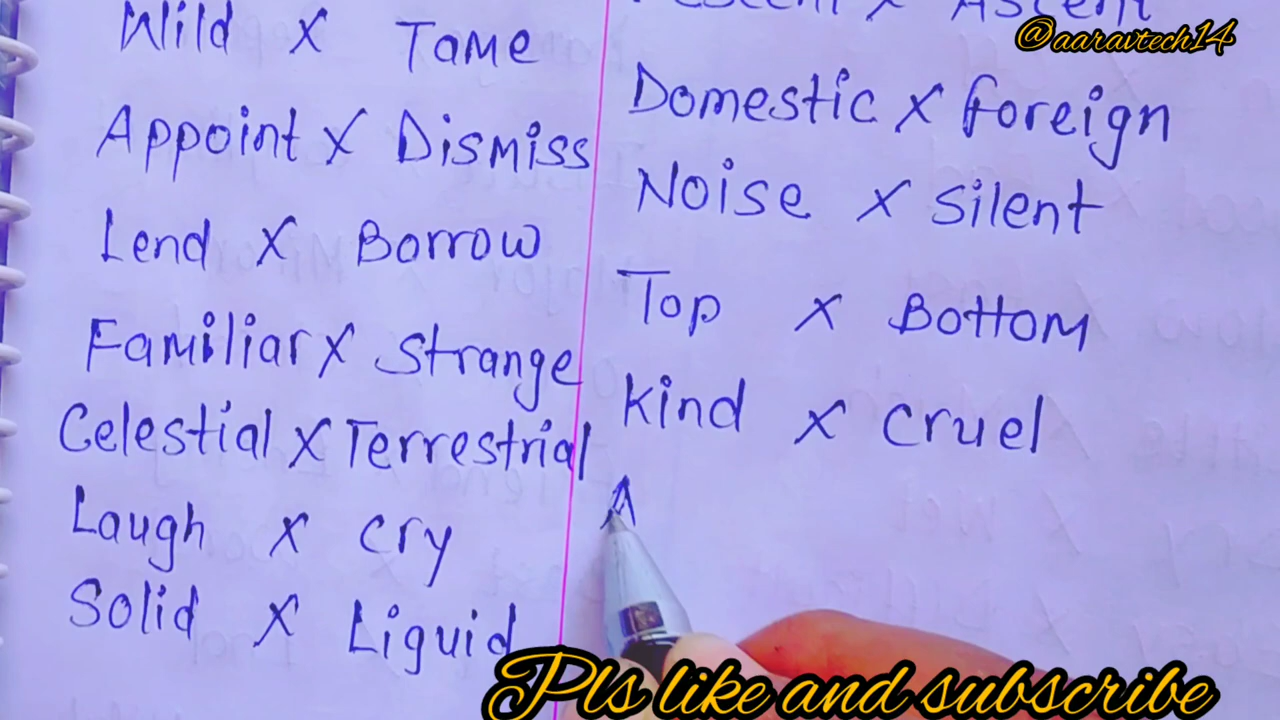 Wild X Tame
Appoint X Dismiss
Lend X Borrow
Familiar X Strange
Celestial X Terrestrial
Laugh X Cry
Solid X Liquid
X Ascent
@aaravtech14
Domestic X foreign
Noise X Silent
Top X Bottom
Kind X Cruel
A
Pls like and subscribe